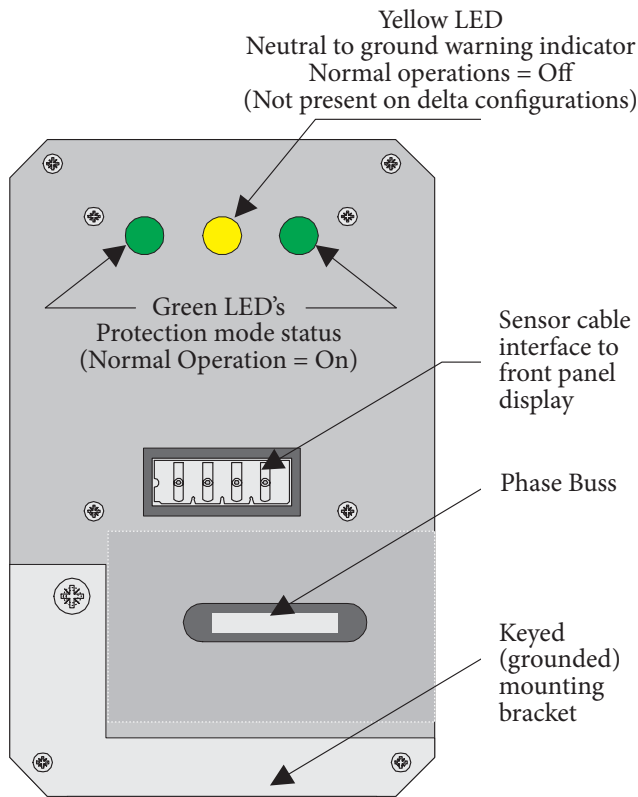 Yellow LED
Neutral to ground warning indicator
Normal operations = Off
(Not present on delta configurations)
Green LED's
Protection mode status
(Normal Operation = On)
Sensor cable
interface to
front panel
display
Phase Buss
Keyed
(grounded)
mounting
bracket